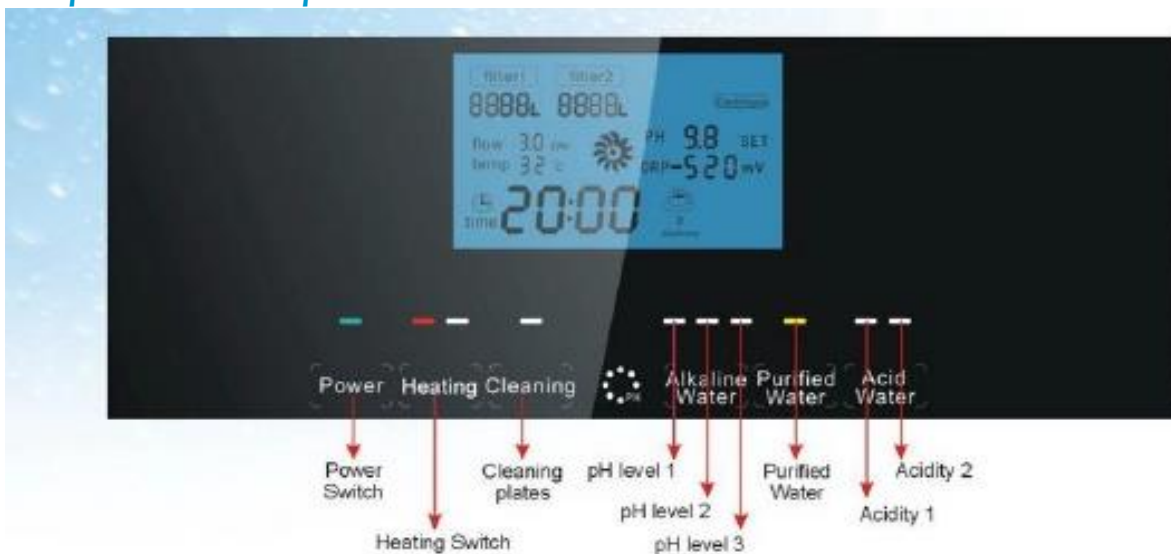 filter1 filter2
8888L 8888L
PH 9.8 SET
flow 3.0
temp 32 c
ORP-520mV
time 20:00
Power Heating Cleaning PH Alkaline Water Purified Water Acid Water
Power Switch
Cleaning plates
pH level 1
Purified Water
Acidity 2
pH level 2
Acidity 1
Heating Switch
pH level 3